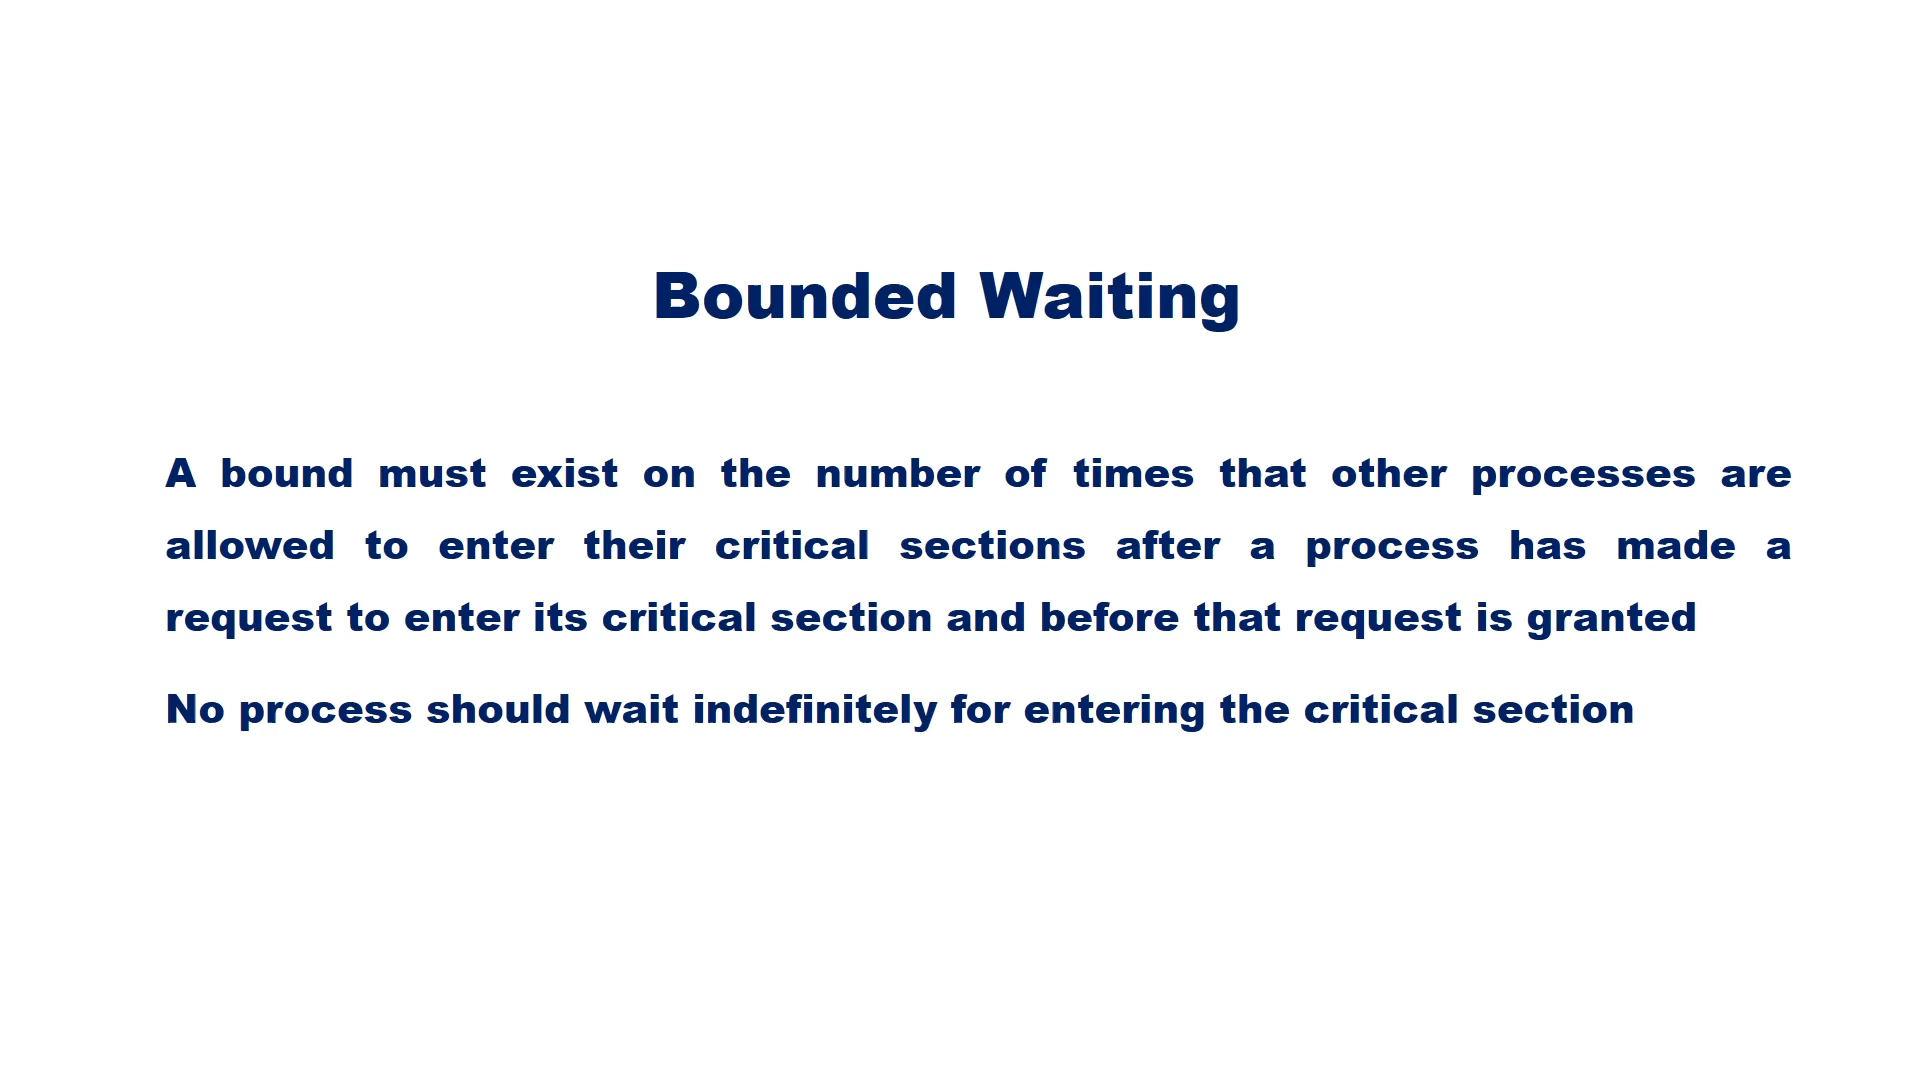 Bounded Waiting
A bound must exist on the number of times that other processes are
allowed to enter their critical sections after a process has made a
request to enter its critical section and before that request is granted
No process should wait indefinitely for entering the critical section